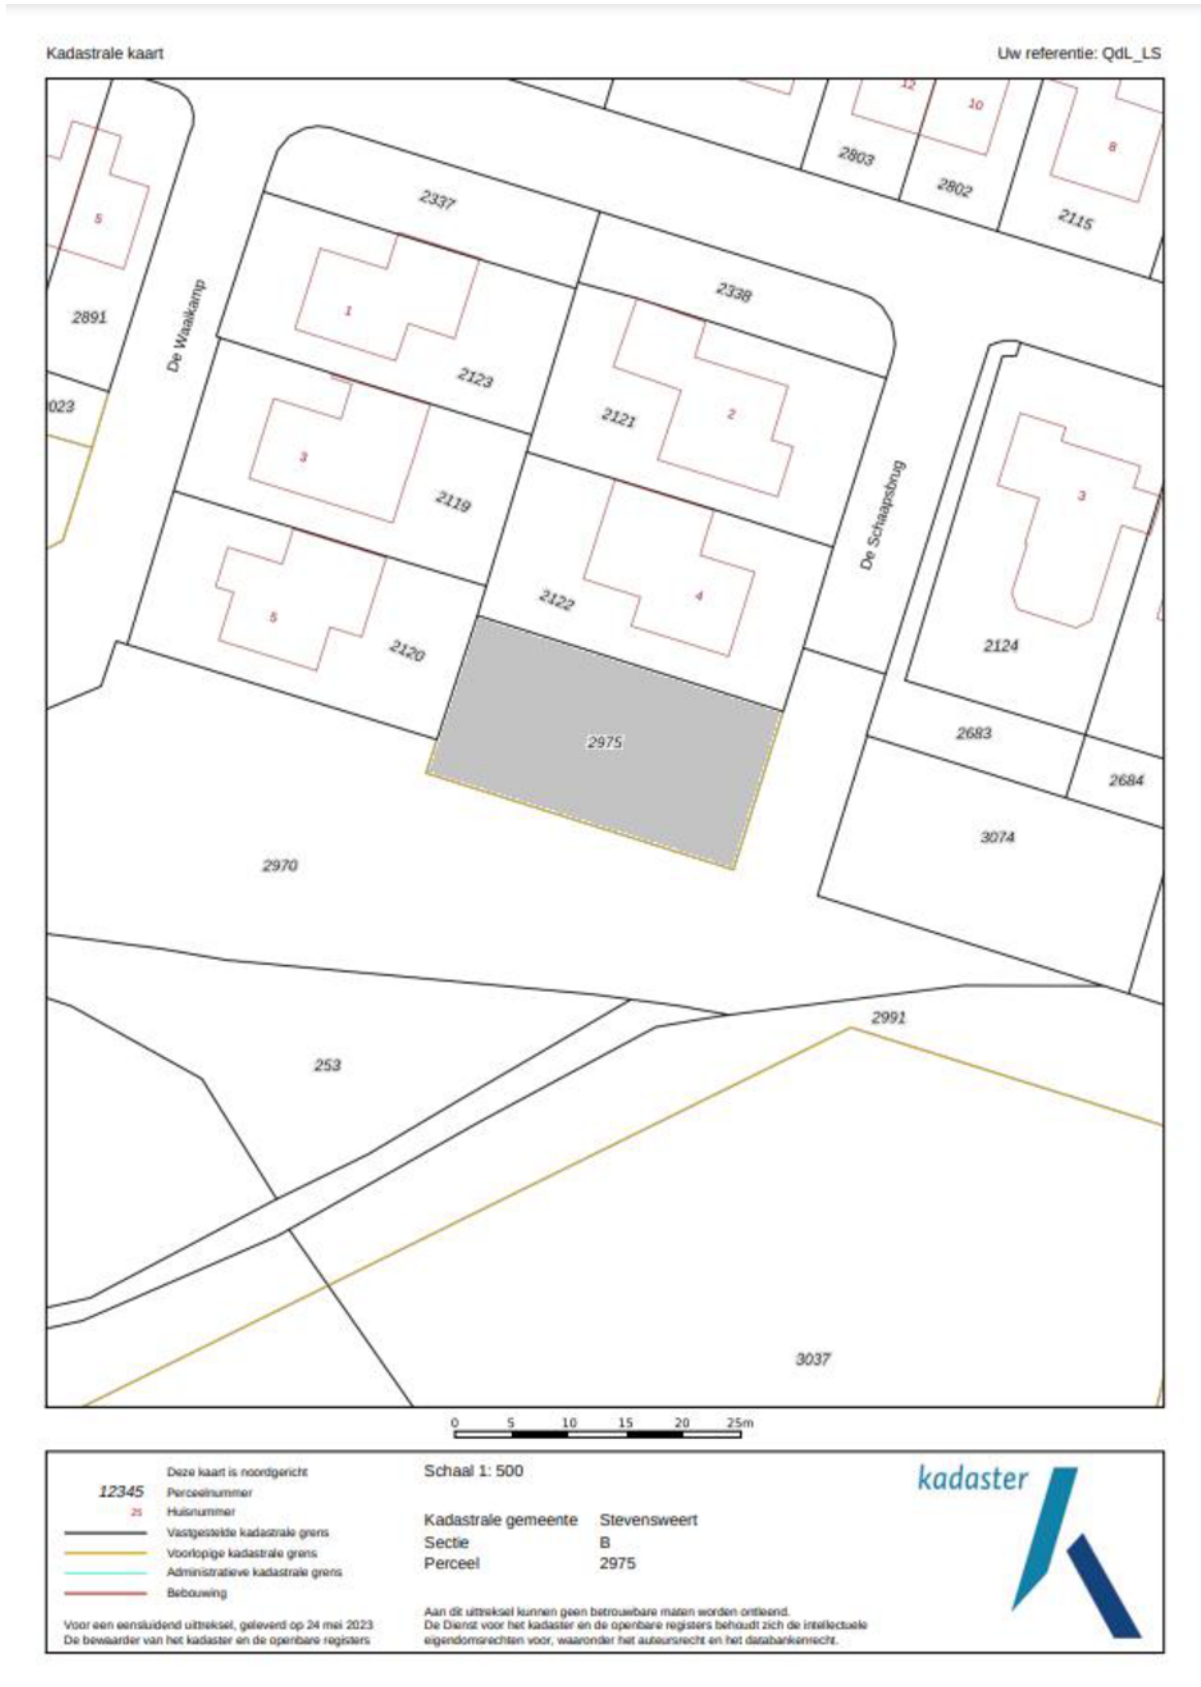 Kadastrale kaart
Uw referentie: QdL_LS
12
10
8
2803
2802
2115
5
2337
2338
2891
De Waaikamp
1
2123
2121
2
023
3
2119
De Schaapsbrug
3
2122
4
5
2120
2124
2975
2683
2684
2970
3074
2991
253
3037
0 5 10 15 20 25m
Deze kaart is noordgericht
12345 Perceelnummer
25 Huisnummer
Vastgestelde kadastrale grens
Voorlopige kadastrale grens
Administratieve kadastrale grens
Bebouwing
Voor een eensluidend uittreksel, geleverd op 24 mei 2023
De bewaarder van het kadaster en de openbare registers
Schaal 1: 500
Kadastrale gemeente Stevensweert
Sectie B
Perceel 2975
Aan dit uittreksel kunnen geen betrouwbare maten worden ontleend.
De Dienst voor het kadaster en de openbare registers behoudt zich de intellectuele
eigendomsrechten voor, waaronder het auteursrecht en het databankenrecht.
kadaster